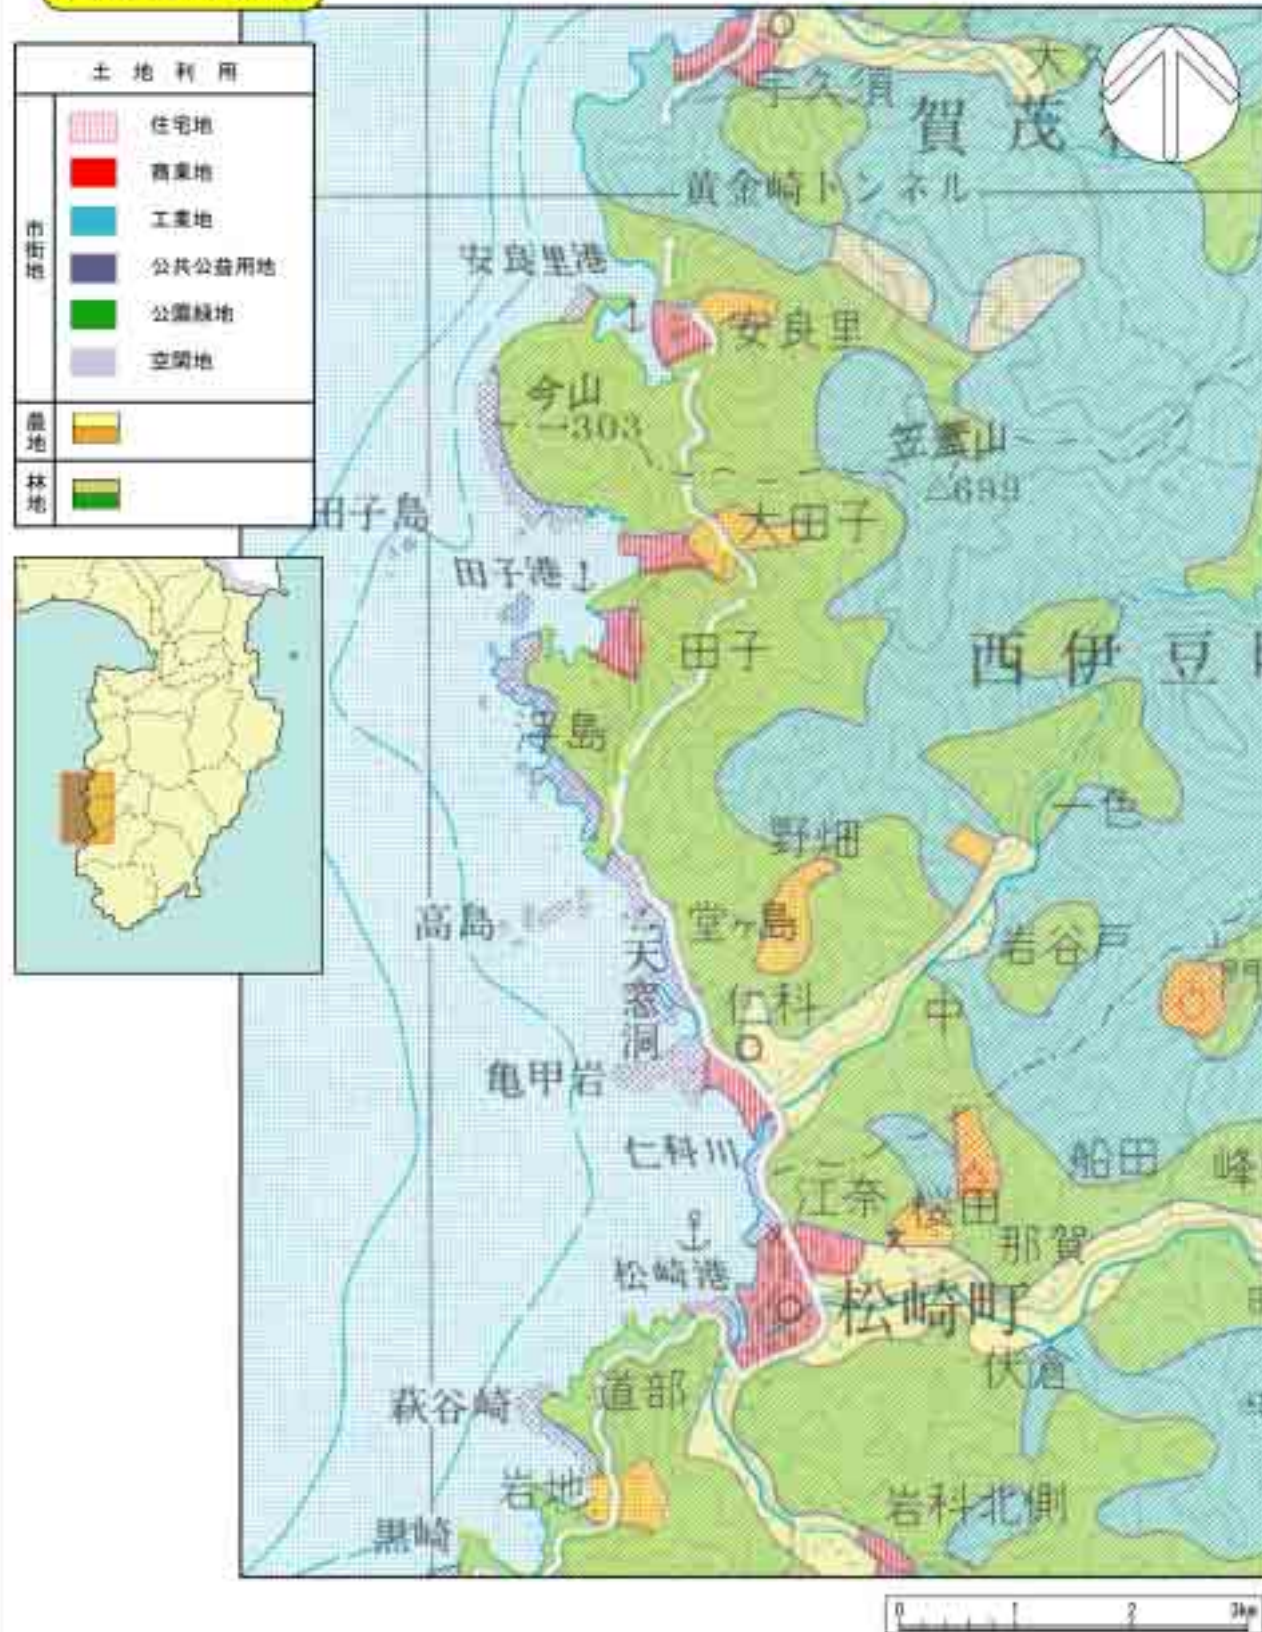 土地利用
市街地
住宅地
商業地
工業地
公共公益用地
公園緑地
空閑地
農地
林地
宇久須
賀茂
黄金崎トンネル
安良里港
安良里
今山
303
笠蓋山
△699
田子島
大田子
田子港
田子
西伊豆
浮島
一色
野畑
高島
堂ヶ島
岩谷戸
天窓洞
仁科
中
亀甲岩
仁科川
船田
峰
江奈
桜田
那賀
松崎港
松崎町
伏倉
道部
萩谷崎
岩地
岩科北側
黒崎
0 1 2 3km